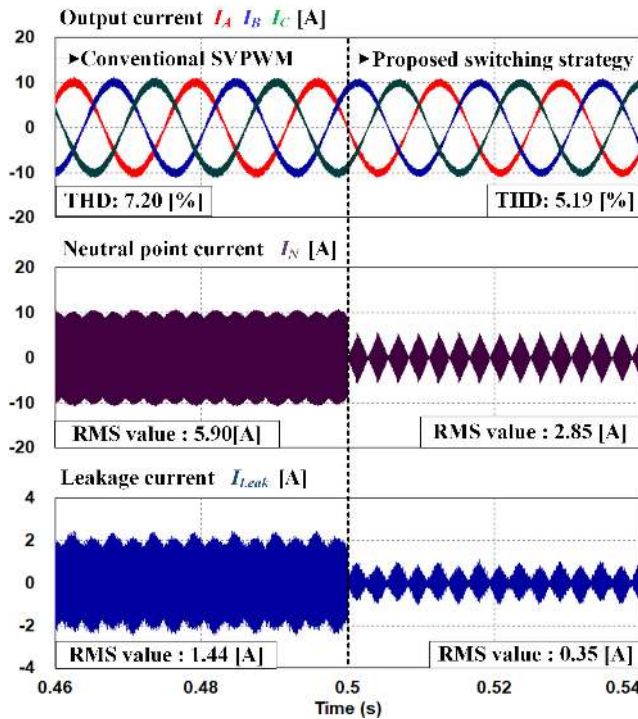 Output current I_A I_B I_C [A]
20
➤Conventional SVPWM
➤Proposed switching strategy
10
0
-10
THD: 7.20 [%]
THD: 5.19 [%]
-20
Neutral point current I_N [A]
20
10
0
-10
RMS value : 5.90[A]
RMS value : 2.85 [A]
-20
Leakage current I_Leak [A]
4
2
0
-2
RMS value : 1.44 [A]
RMS value : 0.35 [A]
-4
0.46 0.48 0.5 0.52 0.54
Time (s)